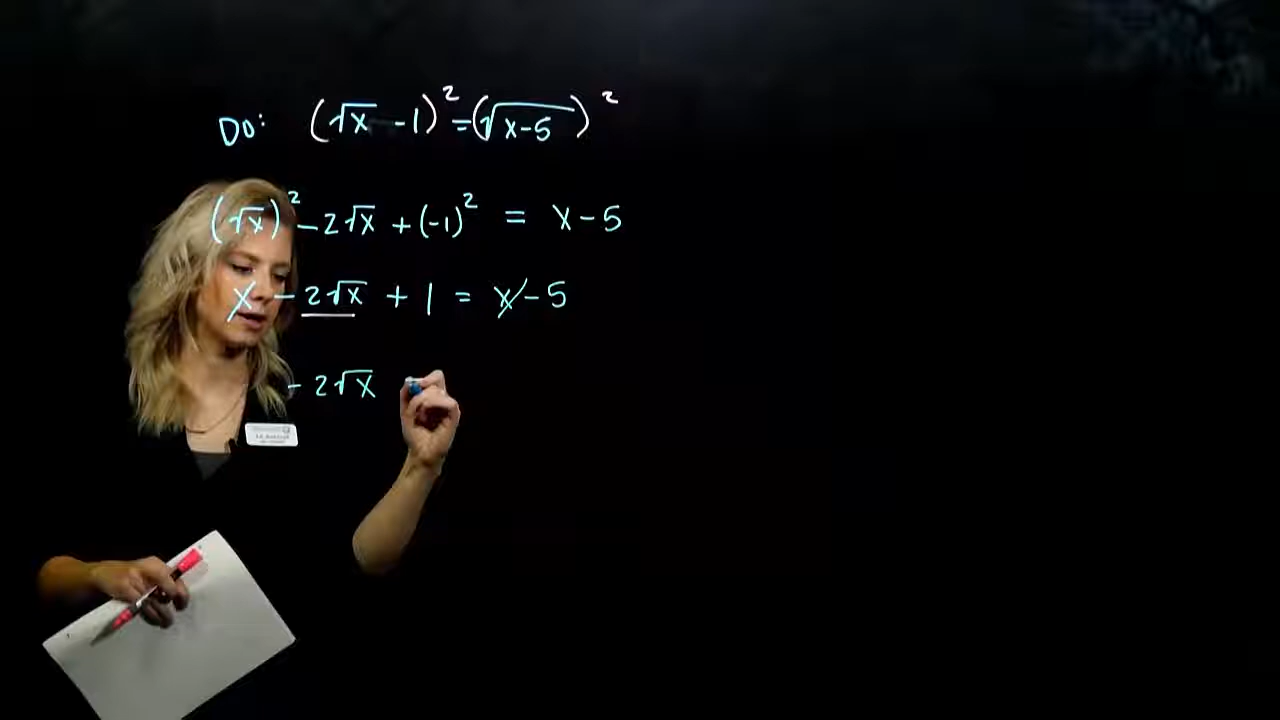 Do: (√x - 1)² = (√x-5)²
(√x)² - 2√x + (-1)² = x - 5
x - 2√x + 1 = x - 5
- 2√x